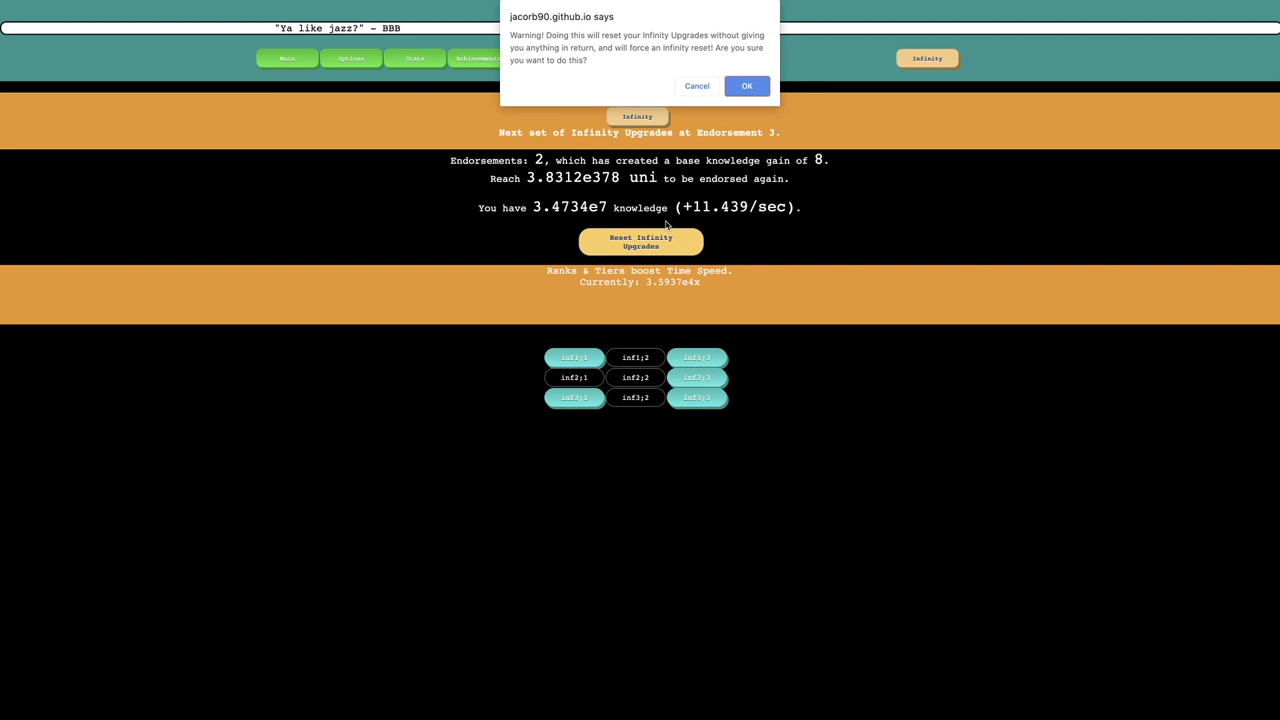 jacorb90.github.io says
Warning! Doing this will reset your Infinity Upgrades without giving
you anything in return, and will force an Infinity reset! Are you sure
you want to do this?
Cancel
OK
"Ya like jazz?" - BBB
Main
Options
Stats
Achievements
Infinity
Infinity
Next set of Infinity Upgrades at Endorsement 3.
Endorsements: 2, which has created a base knowledge gain of 8.
Reach 3.8312e378 uni to be endorsed again.
You have 3.4734e7 knowledge (+11.439/sec).
Reset Infinity
Upgrades
Ranks & Tiers boost Time Speed.
Currently: 3.5937e4x
inf1;1 inf1;2 inf1;3
inf2;1 inf2;2 inf2;3
inf3;1 inf3;2 inf3;3